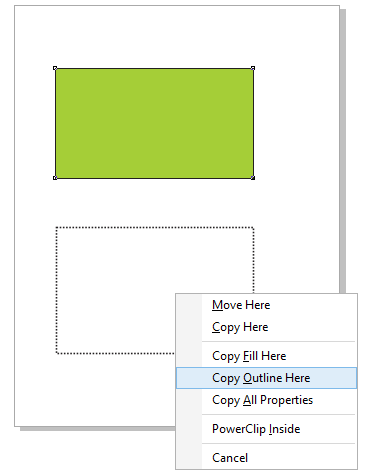 Move Here
Copy Here
Copy Fill Here
Copy Outline Here
Copy All Properties
PowerClip Inside
Cancel